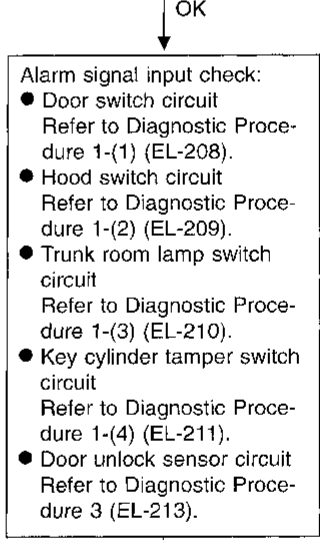 OK
Alarm signal input check:
● Door switch circuit
Refer to Diagnostic Proce-
dure 1-(1) (EL-208).
● Hood switch circuit
Refer to Diagnostic Proce-
dure 1-(2) (EL-209).
● Trunk room lamp switch
circuit
Refer to Diagnostic Proce-
dure 1-(3) (EL-210).
● Key cylinder tamper switch
circuit
Refer to Diagnostic Proce-
dure 1-(4) (EL-211).
● Door unlock sensor circuit
Refer to Diagnostic Proce-
dure 3 (EL-213).